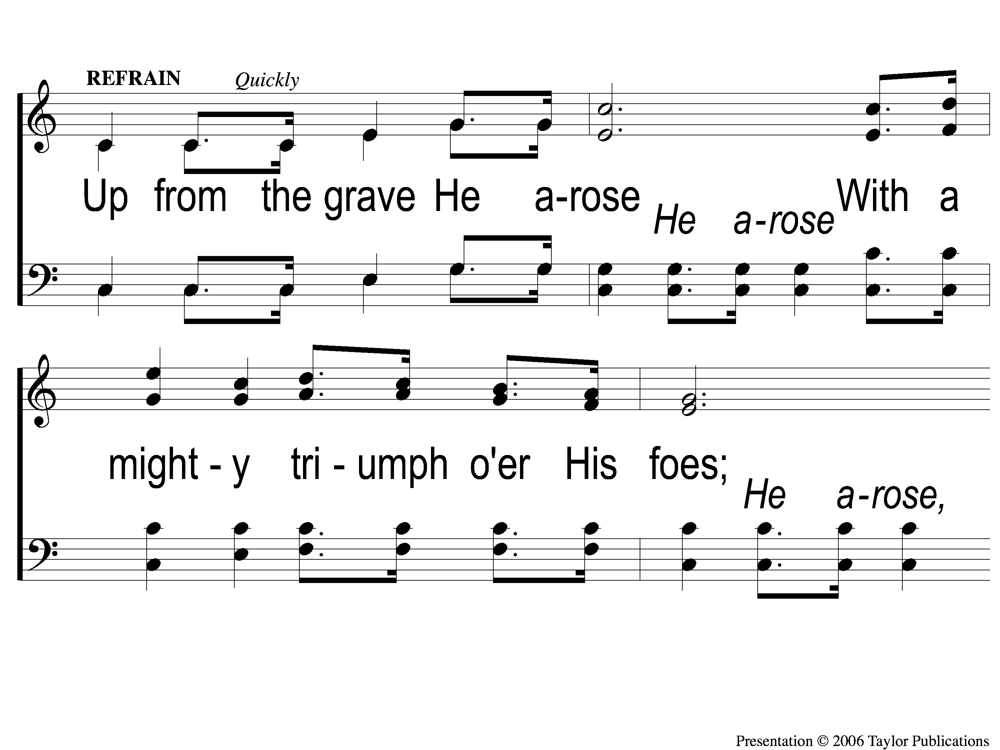 REFRAIN Quickly
Up from the grave He a-rose With a
He a-rose
might-y tri-umph o'er His foes;
He a-rose,
Presentation © 2006 Taylor Publications